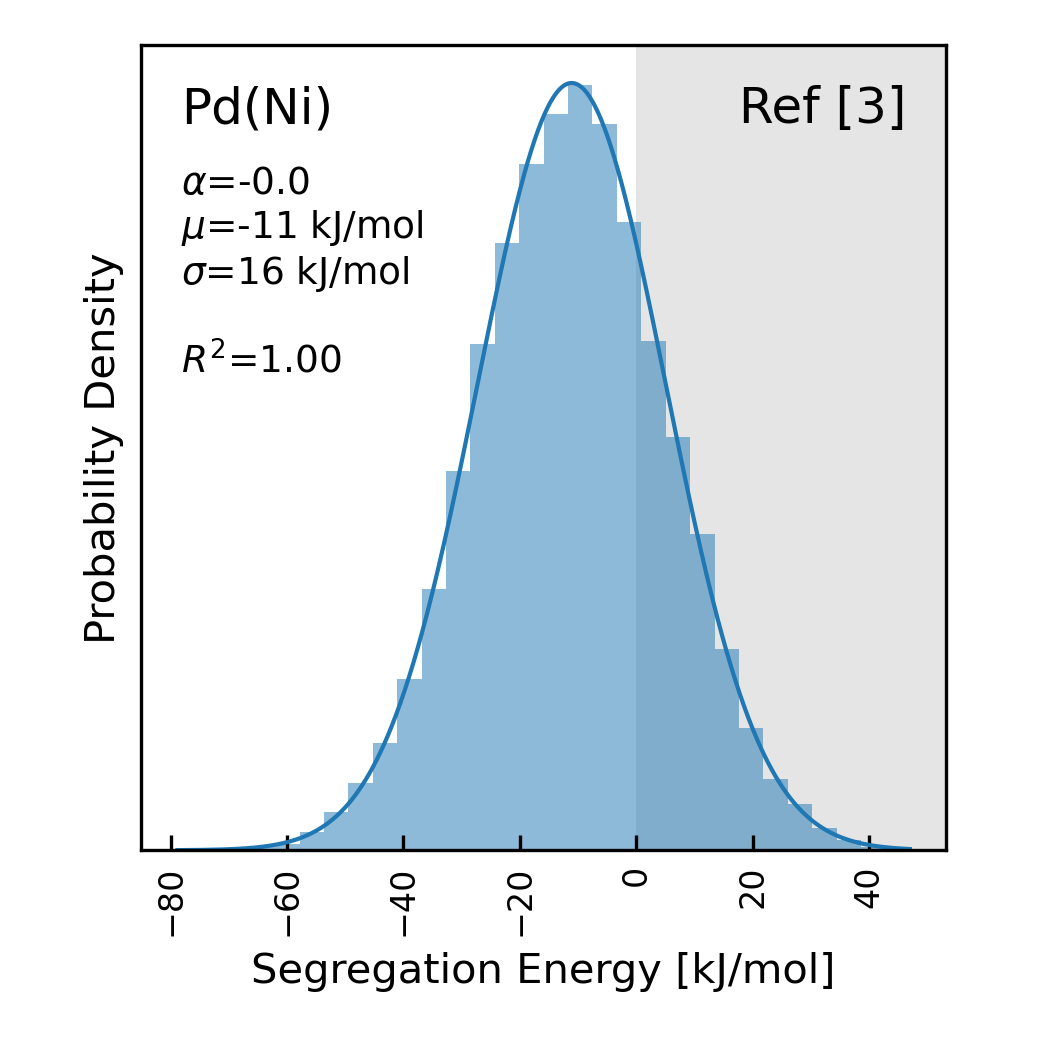 Pd(Ni)
Ref [3]
α=-0.0
μ=-11 kJ/mol
σ=16 kJ/mol
R²=1.00
Probability Density
−80 −60 −40 −20 0 20 40
Segregation Energy [kJ/mol]